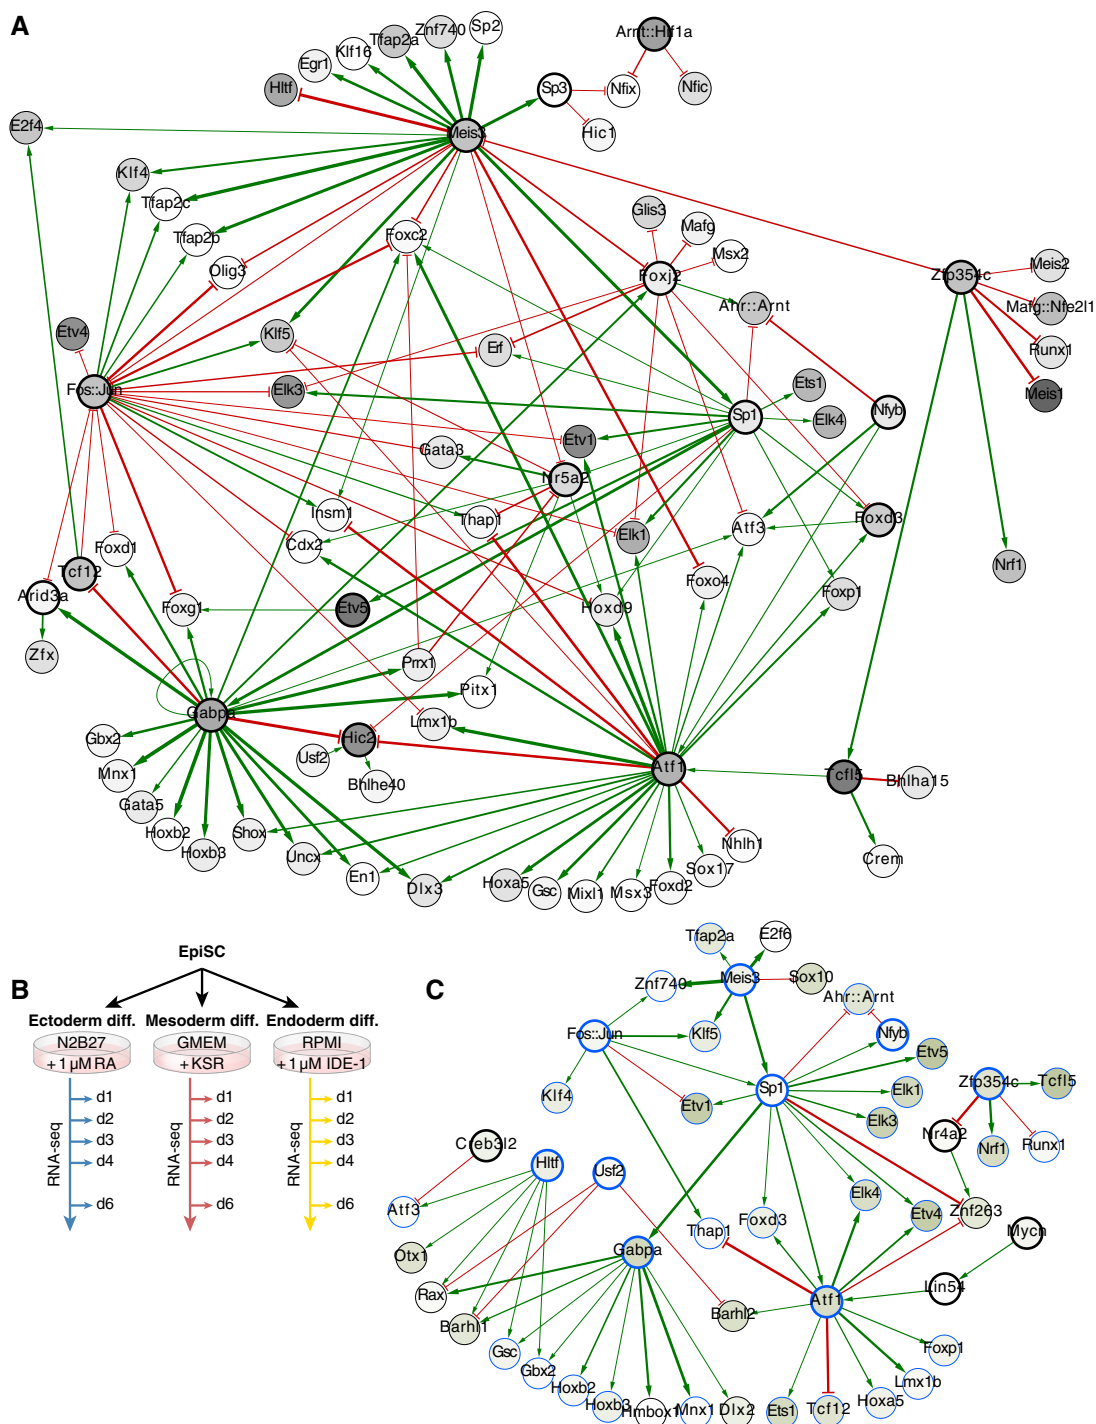 A
Arnt::Hif1a
Sp2
Znf740
Tfap2a
Klf16
Egr1
Hltf
Sp3
Nfix
Nfic
Hic1
E2f4
Meis3
Klf4
Tfap2c
Tfap2b
Olig3
Foxc2
Glis3
Mafg
Msx2
Foxj2
Zfp354c
Meis2
Mafg::Nfe2l1
Runx1
Meis1
Ahr::Arnt
Etv4
Klf5
Erf
Fos::Jun
Elk3
Ets1
Elk4
Sp1
Nfyb
Gata3
Etv1
Nr5a2
Insm1
Thap1
Cdx2
Elk1
Atf3
Foxd3
Foxd1
Tcf12
Arid3a
Foxg1
Etv5
Foxo4
Hoxd9
Foxp1
Nrf1
Zfx
Prrx1
Pitx1
Gabpa
Lmx1b
Gbx2
Hic2
Usf2
Bhlhe40
Mnx1
Gata5
Hoxb2
Hoxb3
Shox
Uncx
En1
Dlx3
Atf1
Tcfl5
Bhlha15
Crem
Nhlh1
Sox17
Foxd2
Msx3
Mixl1
Gsc
Hoxa5
B
EpiSC
Ectoderm diff.
Mesoderm diff.
Endoderm diff.
N2B27
+ 1 µM RA
GMEM
+ KSR
RPMI
+ 1 µM IDE-1
RNA-seq
d1
d2
d3
d4
d6
RNA-seq
d1
d2
d3
d4
d6
RNA-seq
d1
d2
d3
d4
d6
C
Tfap2a
E2f6
Znf740
Meis3
Sox10
Ahr::Arnt
Fos::Jun
Klf5
Nfyb
Klf4
Etv1
Sp1
Etv5
Elk1
Elk3
Zfp354c
Tcfl5
Nr4a2
Nrf1
Runx1
Creb3l2
Hltf
Usf2
Atf3
Otx1
Thap1
Foxd3
Elk4
Etv4
Znf263
Mycn
Gabpa
Rax
Barhl1
Gsc
Gbx2
Hoxb2
Hoxb3
Hmbox1
Mnx1
Dlx2
Barhl2
Atf1
Lin54
Foxp1
Lmx1b
Hoxa5
Tcf12
Ets1